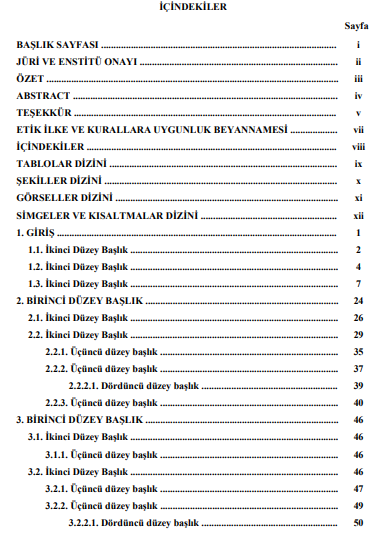 İÇİNDEKİLER
Sayfa
BAŞLIK SAYFASI ........................................................................ i
JÜRİ VE ENSTİTÜ ONAYI ............................................................ ii
ÖZET ........................................................................................ iii
ABSTRACT ................................................................................ iv
TEŞEKKÜR ................................................................................ v
ETİK İLKE VE KURALLARA UYGUNLUK BEYANNAMESİ ................. vii
İÇİNDEKİLER ............................................................................ viii
TABLOLAR DİZİNİ ...................................................................... ix
ŞEKİLLER DİZİNİ ........................................................................ x
GÖRSELLER DİZİNİ .................................................................... xi
SİMGELER VE KISALTMALAR DİZİNİ .......................................... xii
1. GİRİŞ .................................................................................... 1
1.1. İkinci Düzey Başlık ................................................................ 2
1.2. İkinci Düzey Başlık ................................................................ 4
1.3. İkinci Düzey Başlık ................................................................ 7
2. BİRİNCİ DÜZEY BAŞLIK .......................................................... 24
2.1. İkinci Düzey Başlık ................................................................ 26
2.2. İkinci Düzey Başlık ................................................................ 29
2.2.1. Üçüncü düzey başlık ........................................................ 35
2.2.2. Üçüncü düzey başlık ........................................................ 37
2.2.2.1. Dördüncü düzey başlık .................................................. 39
2.2.3. Üçüncü düzey başlık ........................................................ 40
3. BİRİNCİ DÜZEY BAŞLIK .......................................................... 46
3.1. İkinci Düzey Başlık ................................................................ 46
3.1.1. Üçüncü düzey başlık ........................................................ 46
3.2. İkinci Düzey Başlık ................................................................ 46
3.2.1. Üçüncü düzey başlık ........................................................ 47
3.2.2. Üçüncü düzey başlık ........................................................ 49
3.2.2.1. Dördüncü düzey başlık .................................................. 50